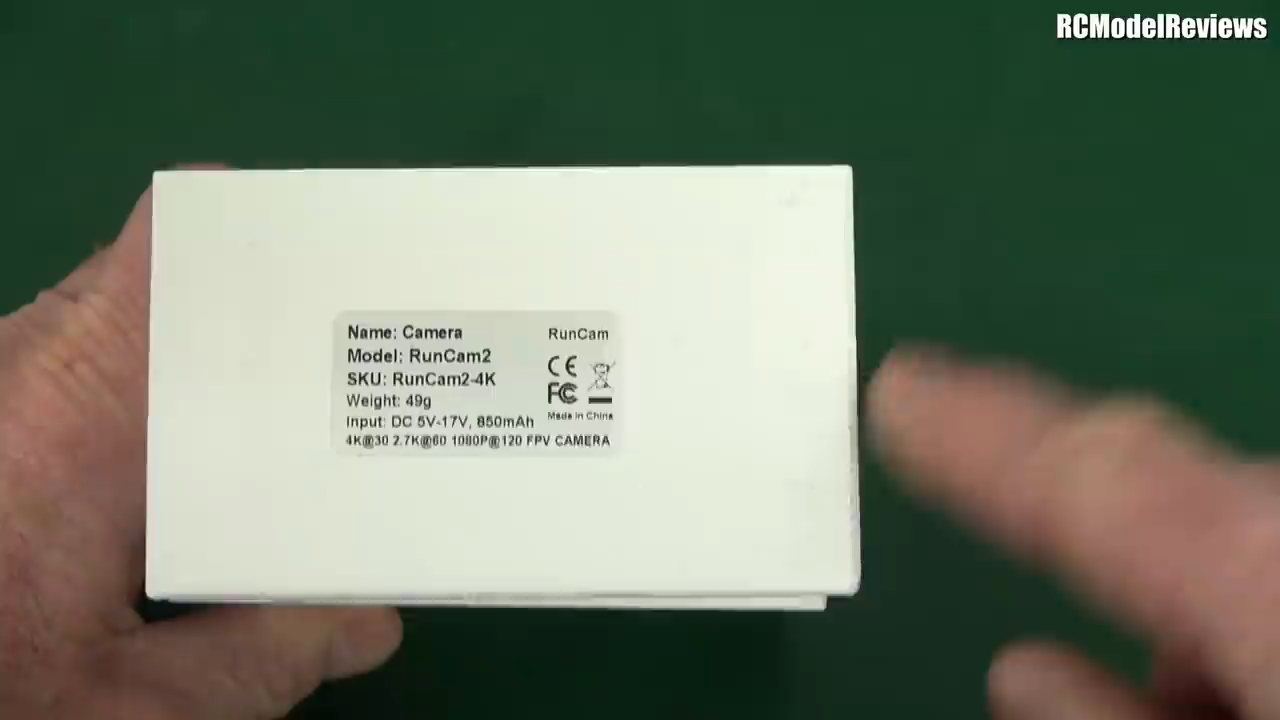 RCModelReviews
Name: Camera
RunCam
Model: RunCam2
SKU: RunCam2-4K
Weight: 49g
Input: DC 5V-17V, 850mAh
CE
FC
Made in China
4K@30 2.7K@60 1080P@120 FPV CAMERA